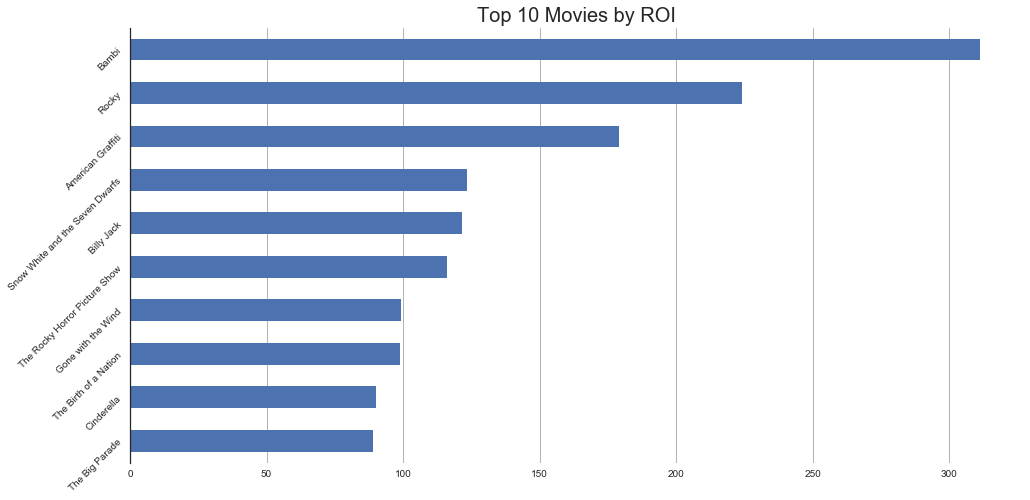 Top 10 Movies by ROI
Bambi
Rocky
American Graffiti
Snow White and the Seven Dwarfs
Billy Jack
The Rocky Horror Picture Show
Gone with the Wind
The Birth of a Nation
Cinderella
The Big Parade
0 50 100 150 200 250 300